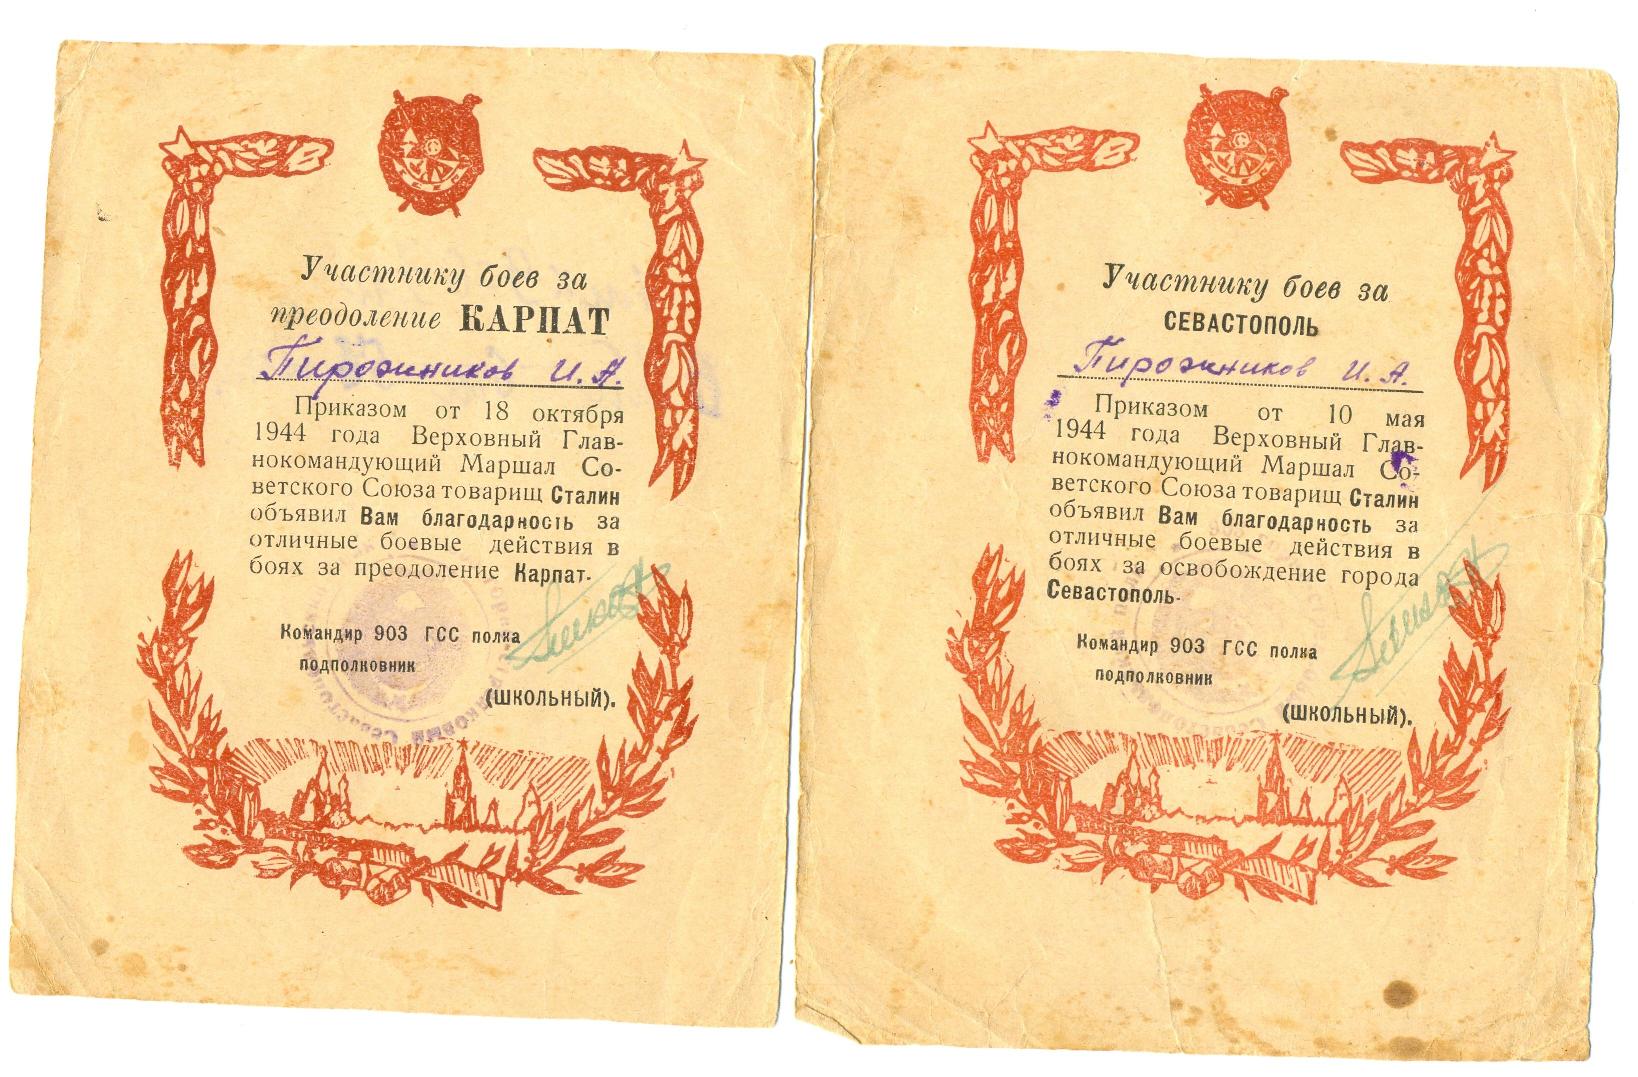 Участнику боев за
преодоление КАРПАТ
Пирожников И. А.
Приказом от 18 октября
1944 года Верховный Глав-
нокомандующий Маршал Со-
ветского Союза товарищ Сталин
объявил Вам благодарность за
отличные боевые действия в
боях за преодоление Карпат.
Командир 903 ГСС полка
подполковник
(ШКОЛЬНЫЙ).
Участнику боев за
СЕВАСТОПОЛЬ
Пирожников И. А.
Приказом от 10 мая
1944 года Верховный Глав-
нокомандующий Маршал Со-
ветского Союза товарищ Сталин
объявил Вам благодарность за
отличные боевые действия в
боях за освобождение города
Севастополь.
Командир 903 ГСС полка
подполковник
(ШКОЛЬНЫЙ).